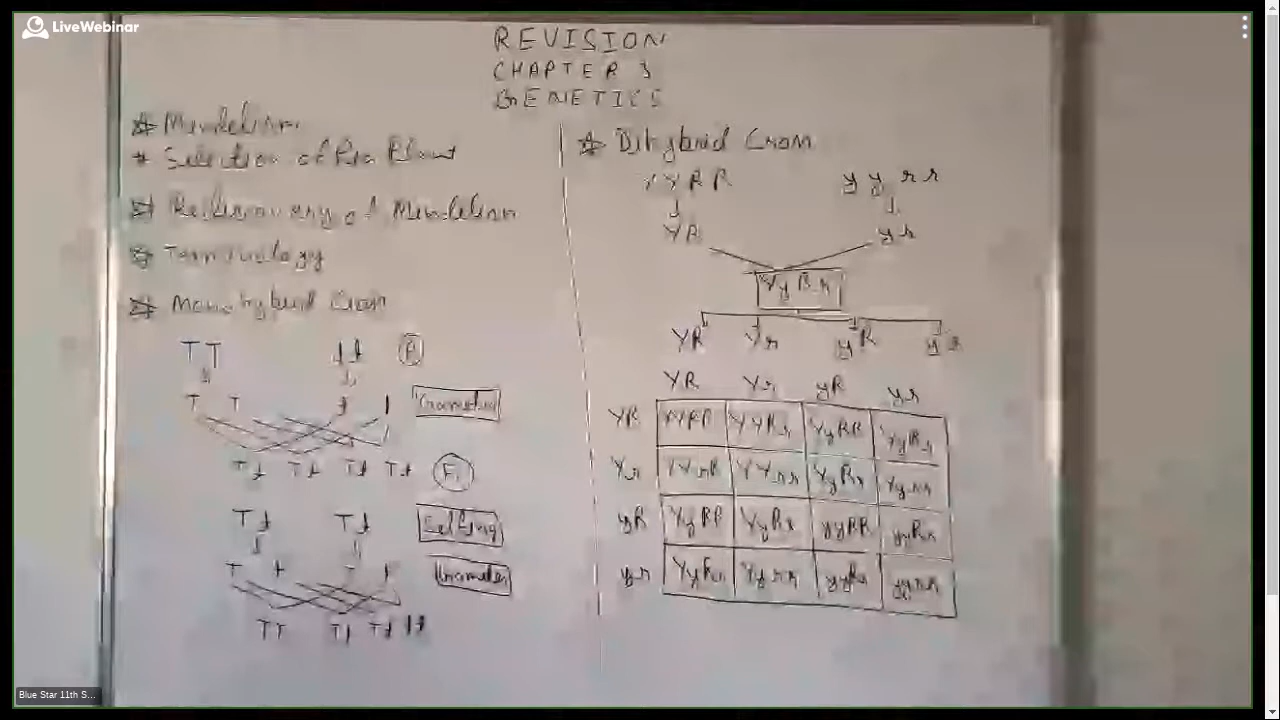 LiveWebinar
REVISION
CHAPTER 3
GENETICS
Mendelism
* Selection of Pea Plant
Rediscovery of Mendelism
Terminology
Monohybrid Cross
TT tt P1
T T t t Gametes
Tt Tt Tt Tt F1
Tt Tt Selfing
T t T t Gametes
TT Tt Tt tt
Dihybrid Cross
YYRR yyrr
YR yr
YyRr
YR Yr yR yr
YR Yr yR yr
YR YYRR YYRr YyRR YyRr
Yr YYrR YYrr YyRr Yyrr
yR YyRR YyRr yyRR yyRr
yr YyRr Yyrr yyRr yyrr
Blue Star 11th S...